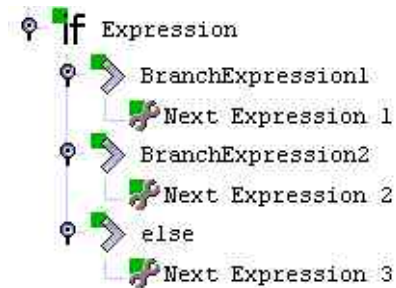 if Expression
BranchExpression1
Next Expression 1
BranchExpression2
Next Expression 2
else
Next Expression 3